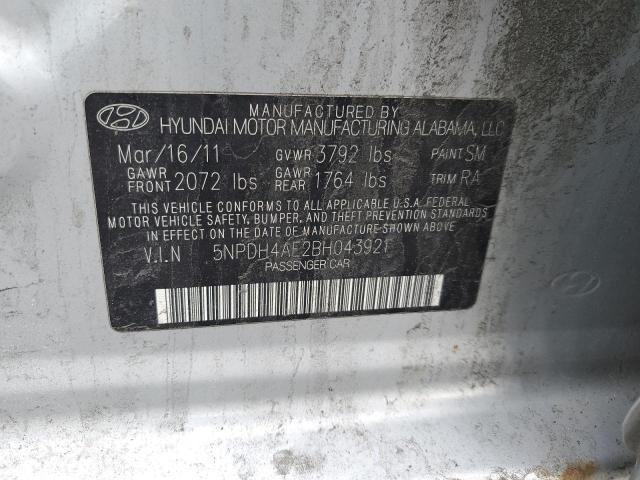 MANUFACTURED BY
HYUNDAI MOTOR MANUFACTURING ALABAMA, LLC
Mar/16/11 GVWR 3792 lbs PAINT SM
GAWR FRONT 2072 lbs GAWR REAR 1764 lbs TRIM RA
THIS VEHICLE CONFORMS TO ALL APPLICABLE U.S.A. FEDERAL
MOTOR VEHICLE SAFETY, BUMPER, AND THEFT PREVENTION STANDARDS
IN EFFECT ON THE DATE OF MANUFACTURE SHOWN ABOVE.
V.I.N 5NPDH4AE2BH043921
PASSENGER CAR